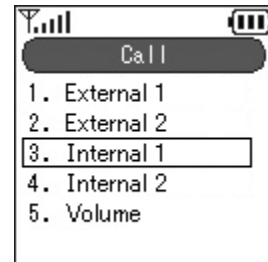 Call
1. External 1
2. External 2
3. Internal 1
4. Internal 2
5. Volume